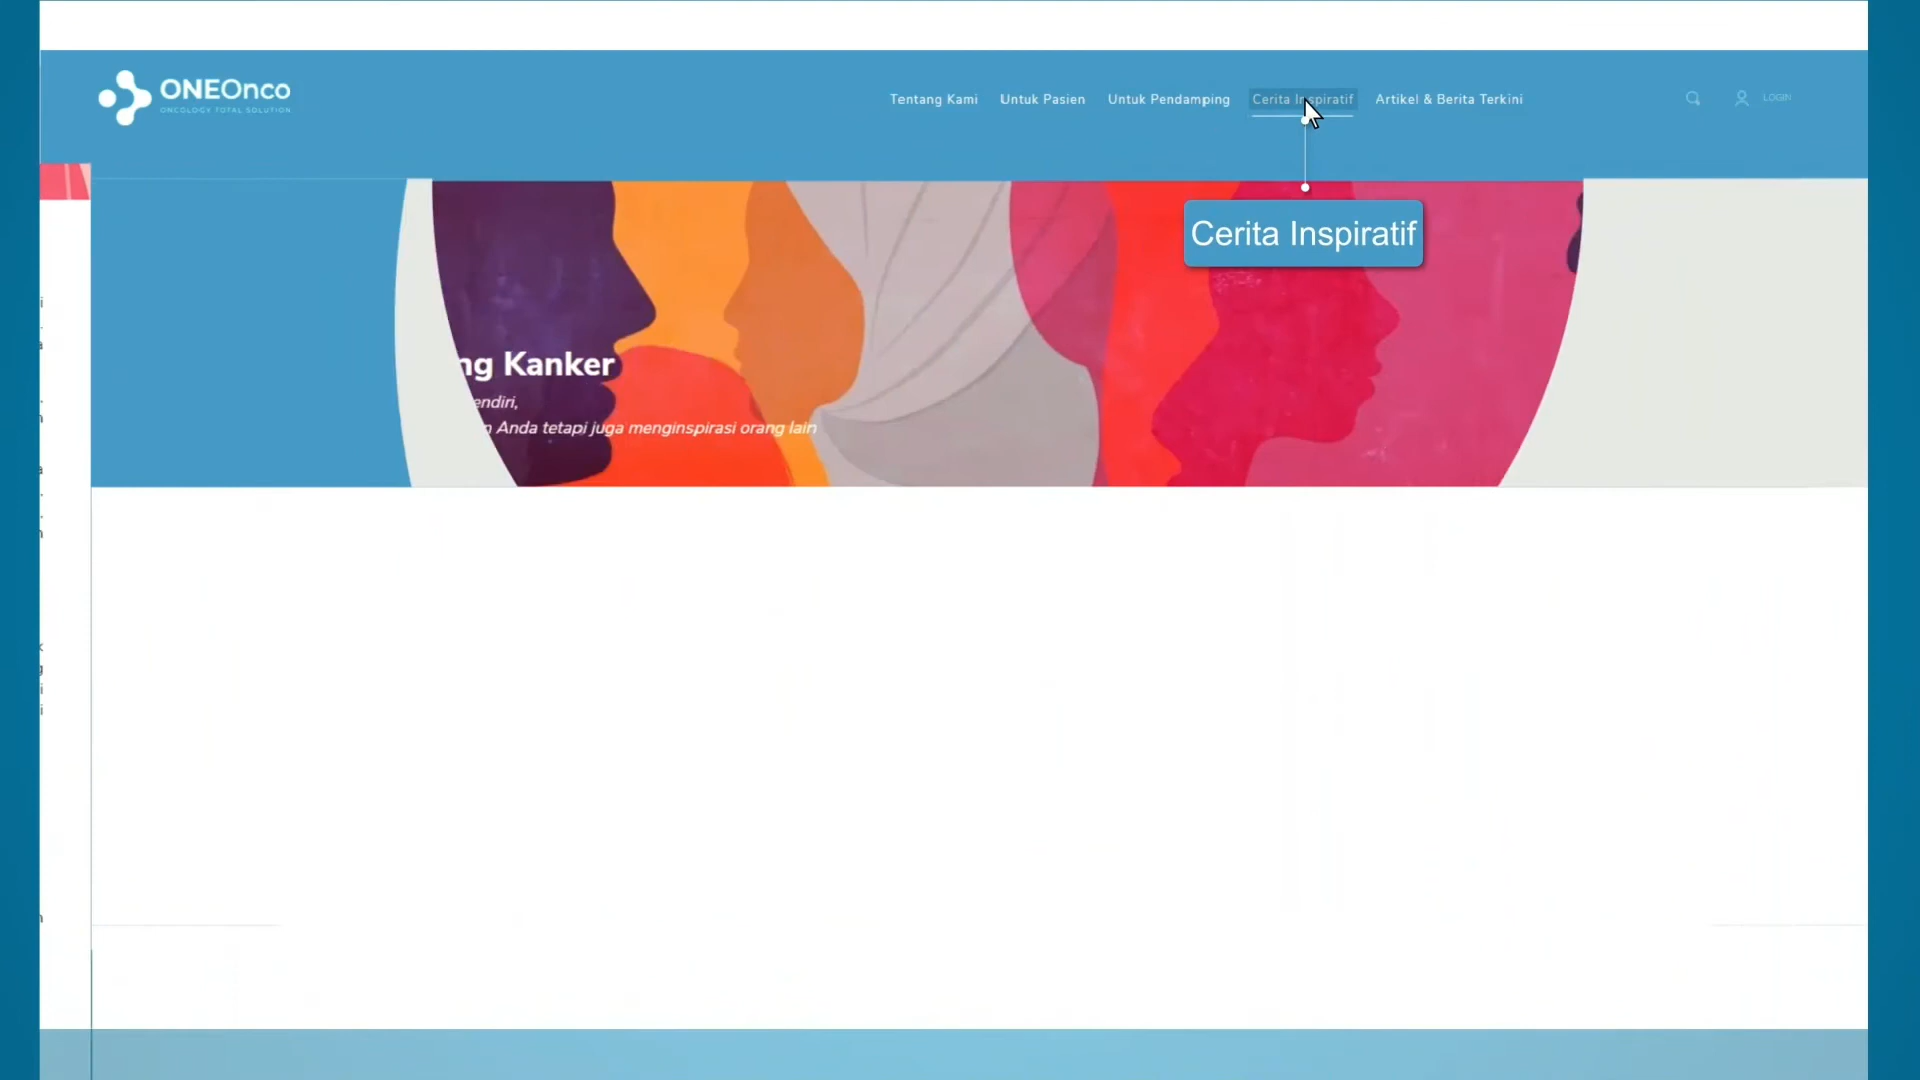 ONEOnco
ONCOLOGY TOTAL SOLUTION
Tentang Kami
Untuk Pasien
Untuk Pendamping
Cerita Inspiratif
Artikel & Berita Terkini
LOGIN
Cerita Inspiratif
ng Kanker
endiri,
n Anda tetapi juga menginspirasi orang lain